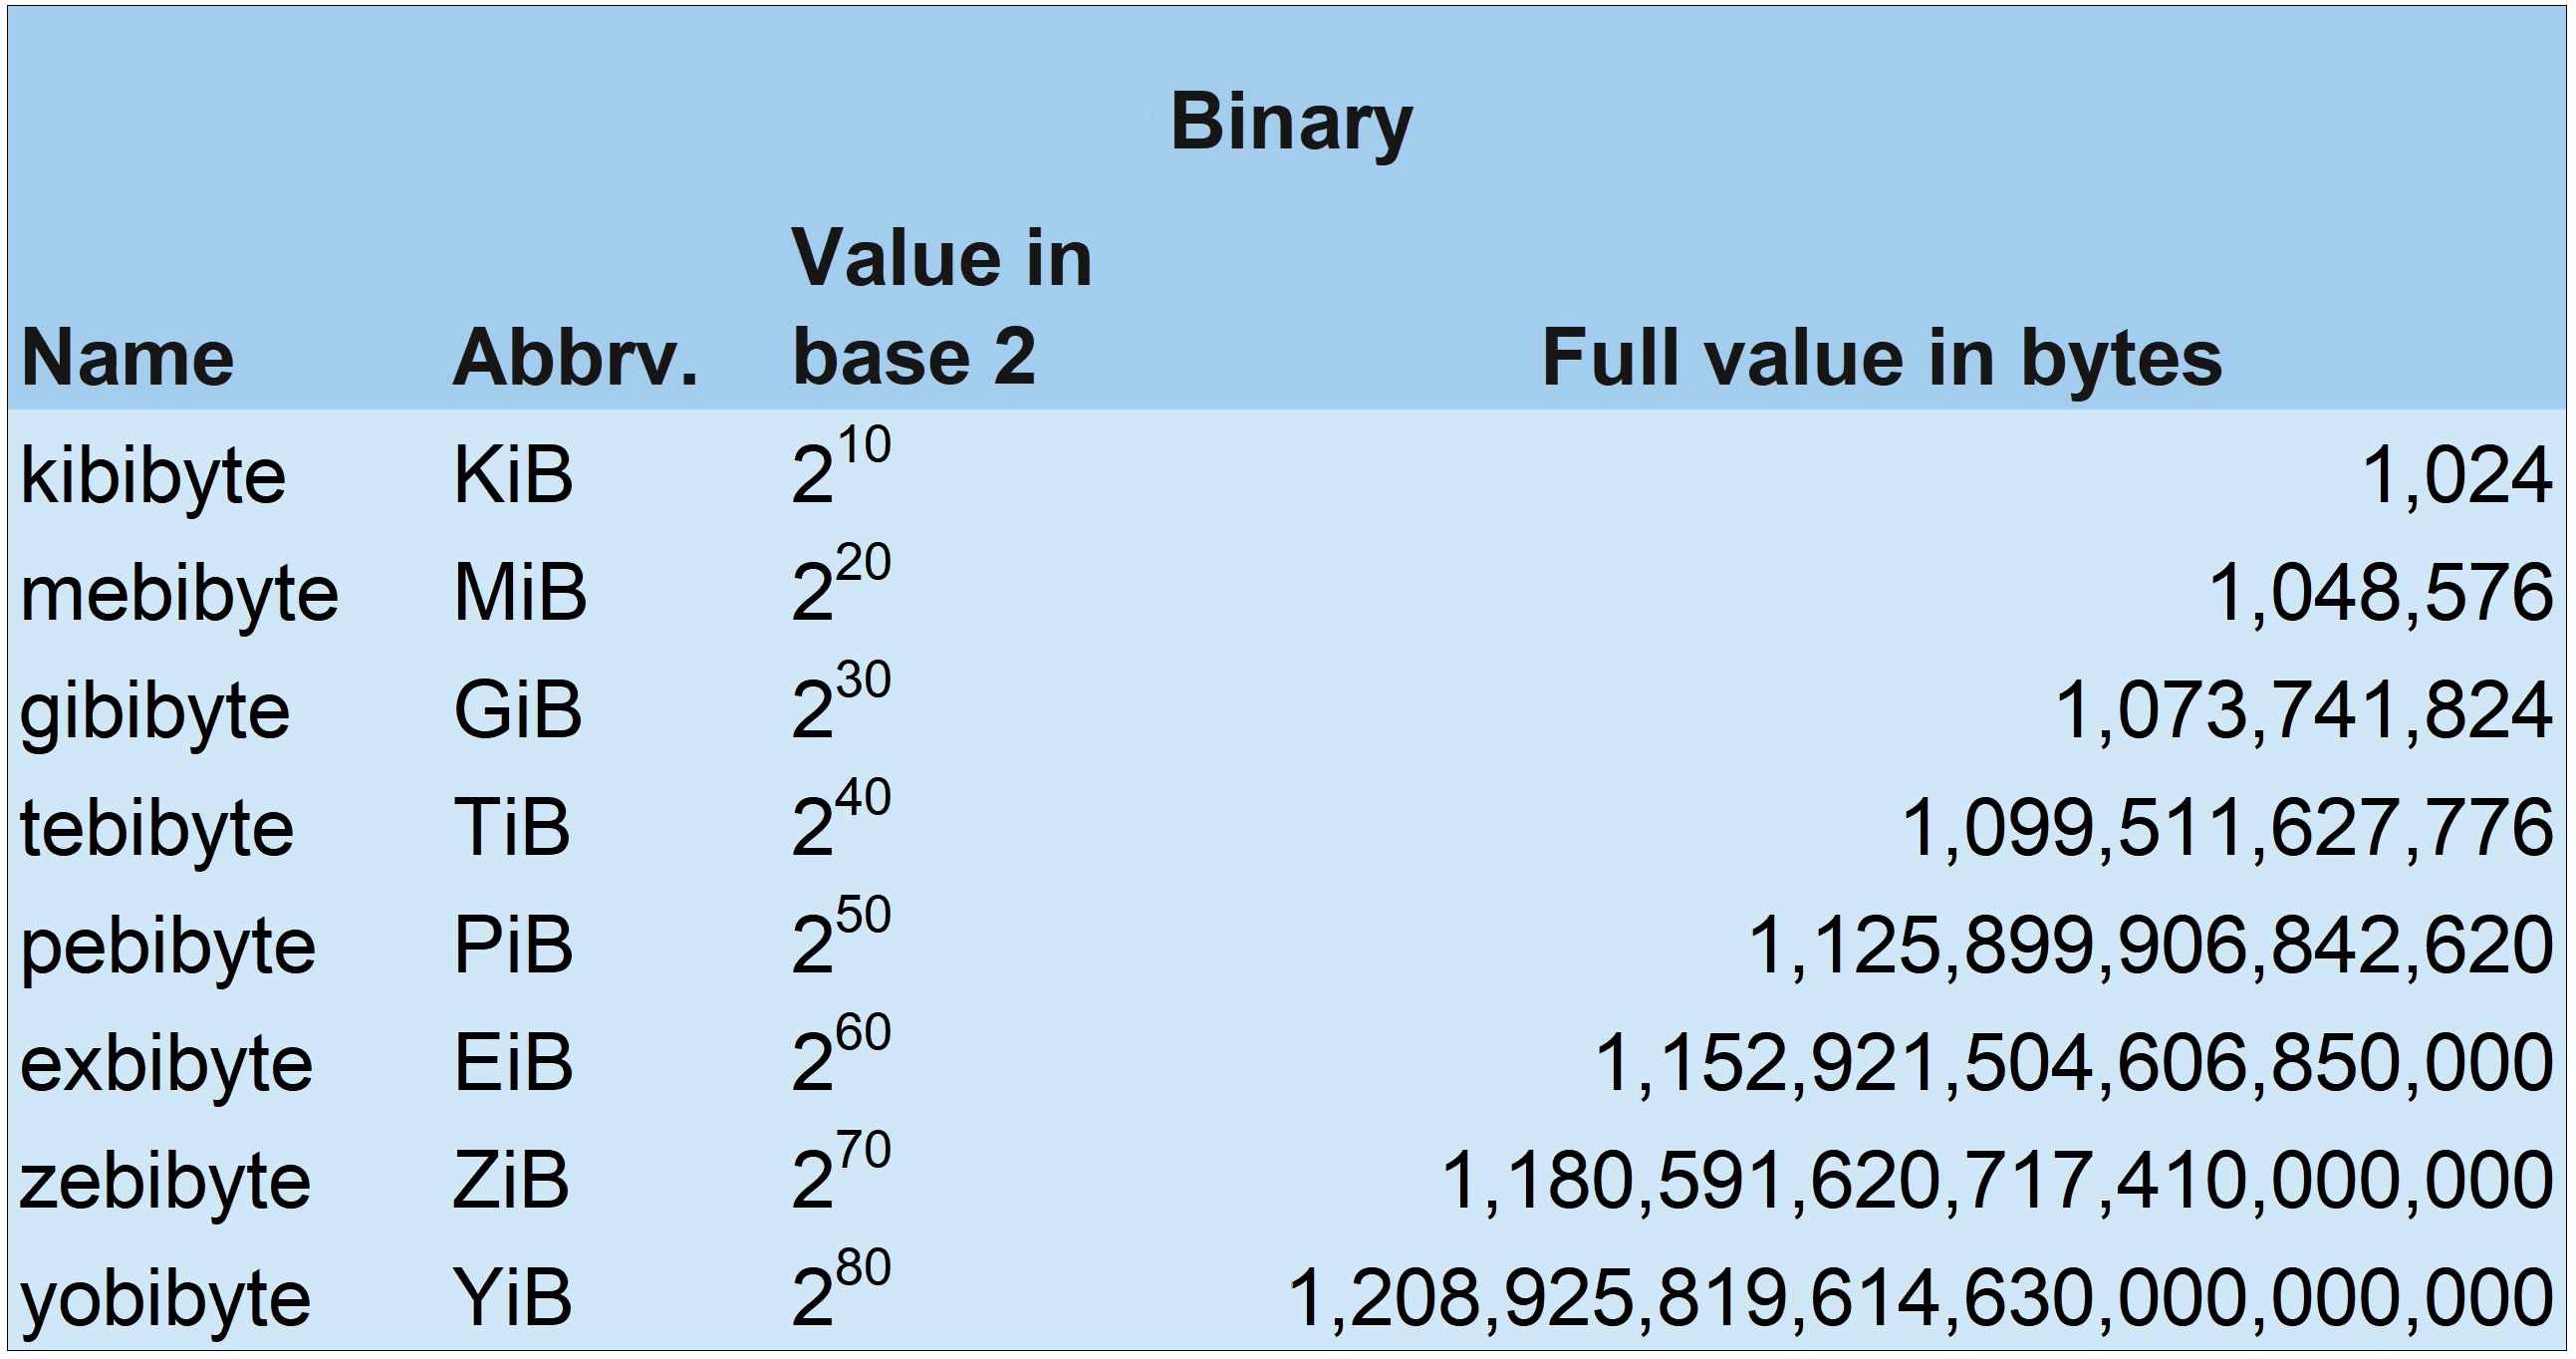 Binary
Name Abbrv. Value in base 2 Full value in bytes
kibibyte KiB 2^10 1,024
mebibyte MiB 2^20 1,048,576
gibibyte GiB 2^30 1,073,741,824
tebibyte TiB 2^40 1,099,511,627,776
pebibyte PiB 2^50 1,125,899,906,842,620
exbibyte EiB 2^60 1,152,921,504,606,850,000
zebibyte ZiB 2^70 1,180,591,620,717,410,000,000
yobibyte YiB 2^80 1,208,925,819,614,630,000,000,000